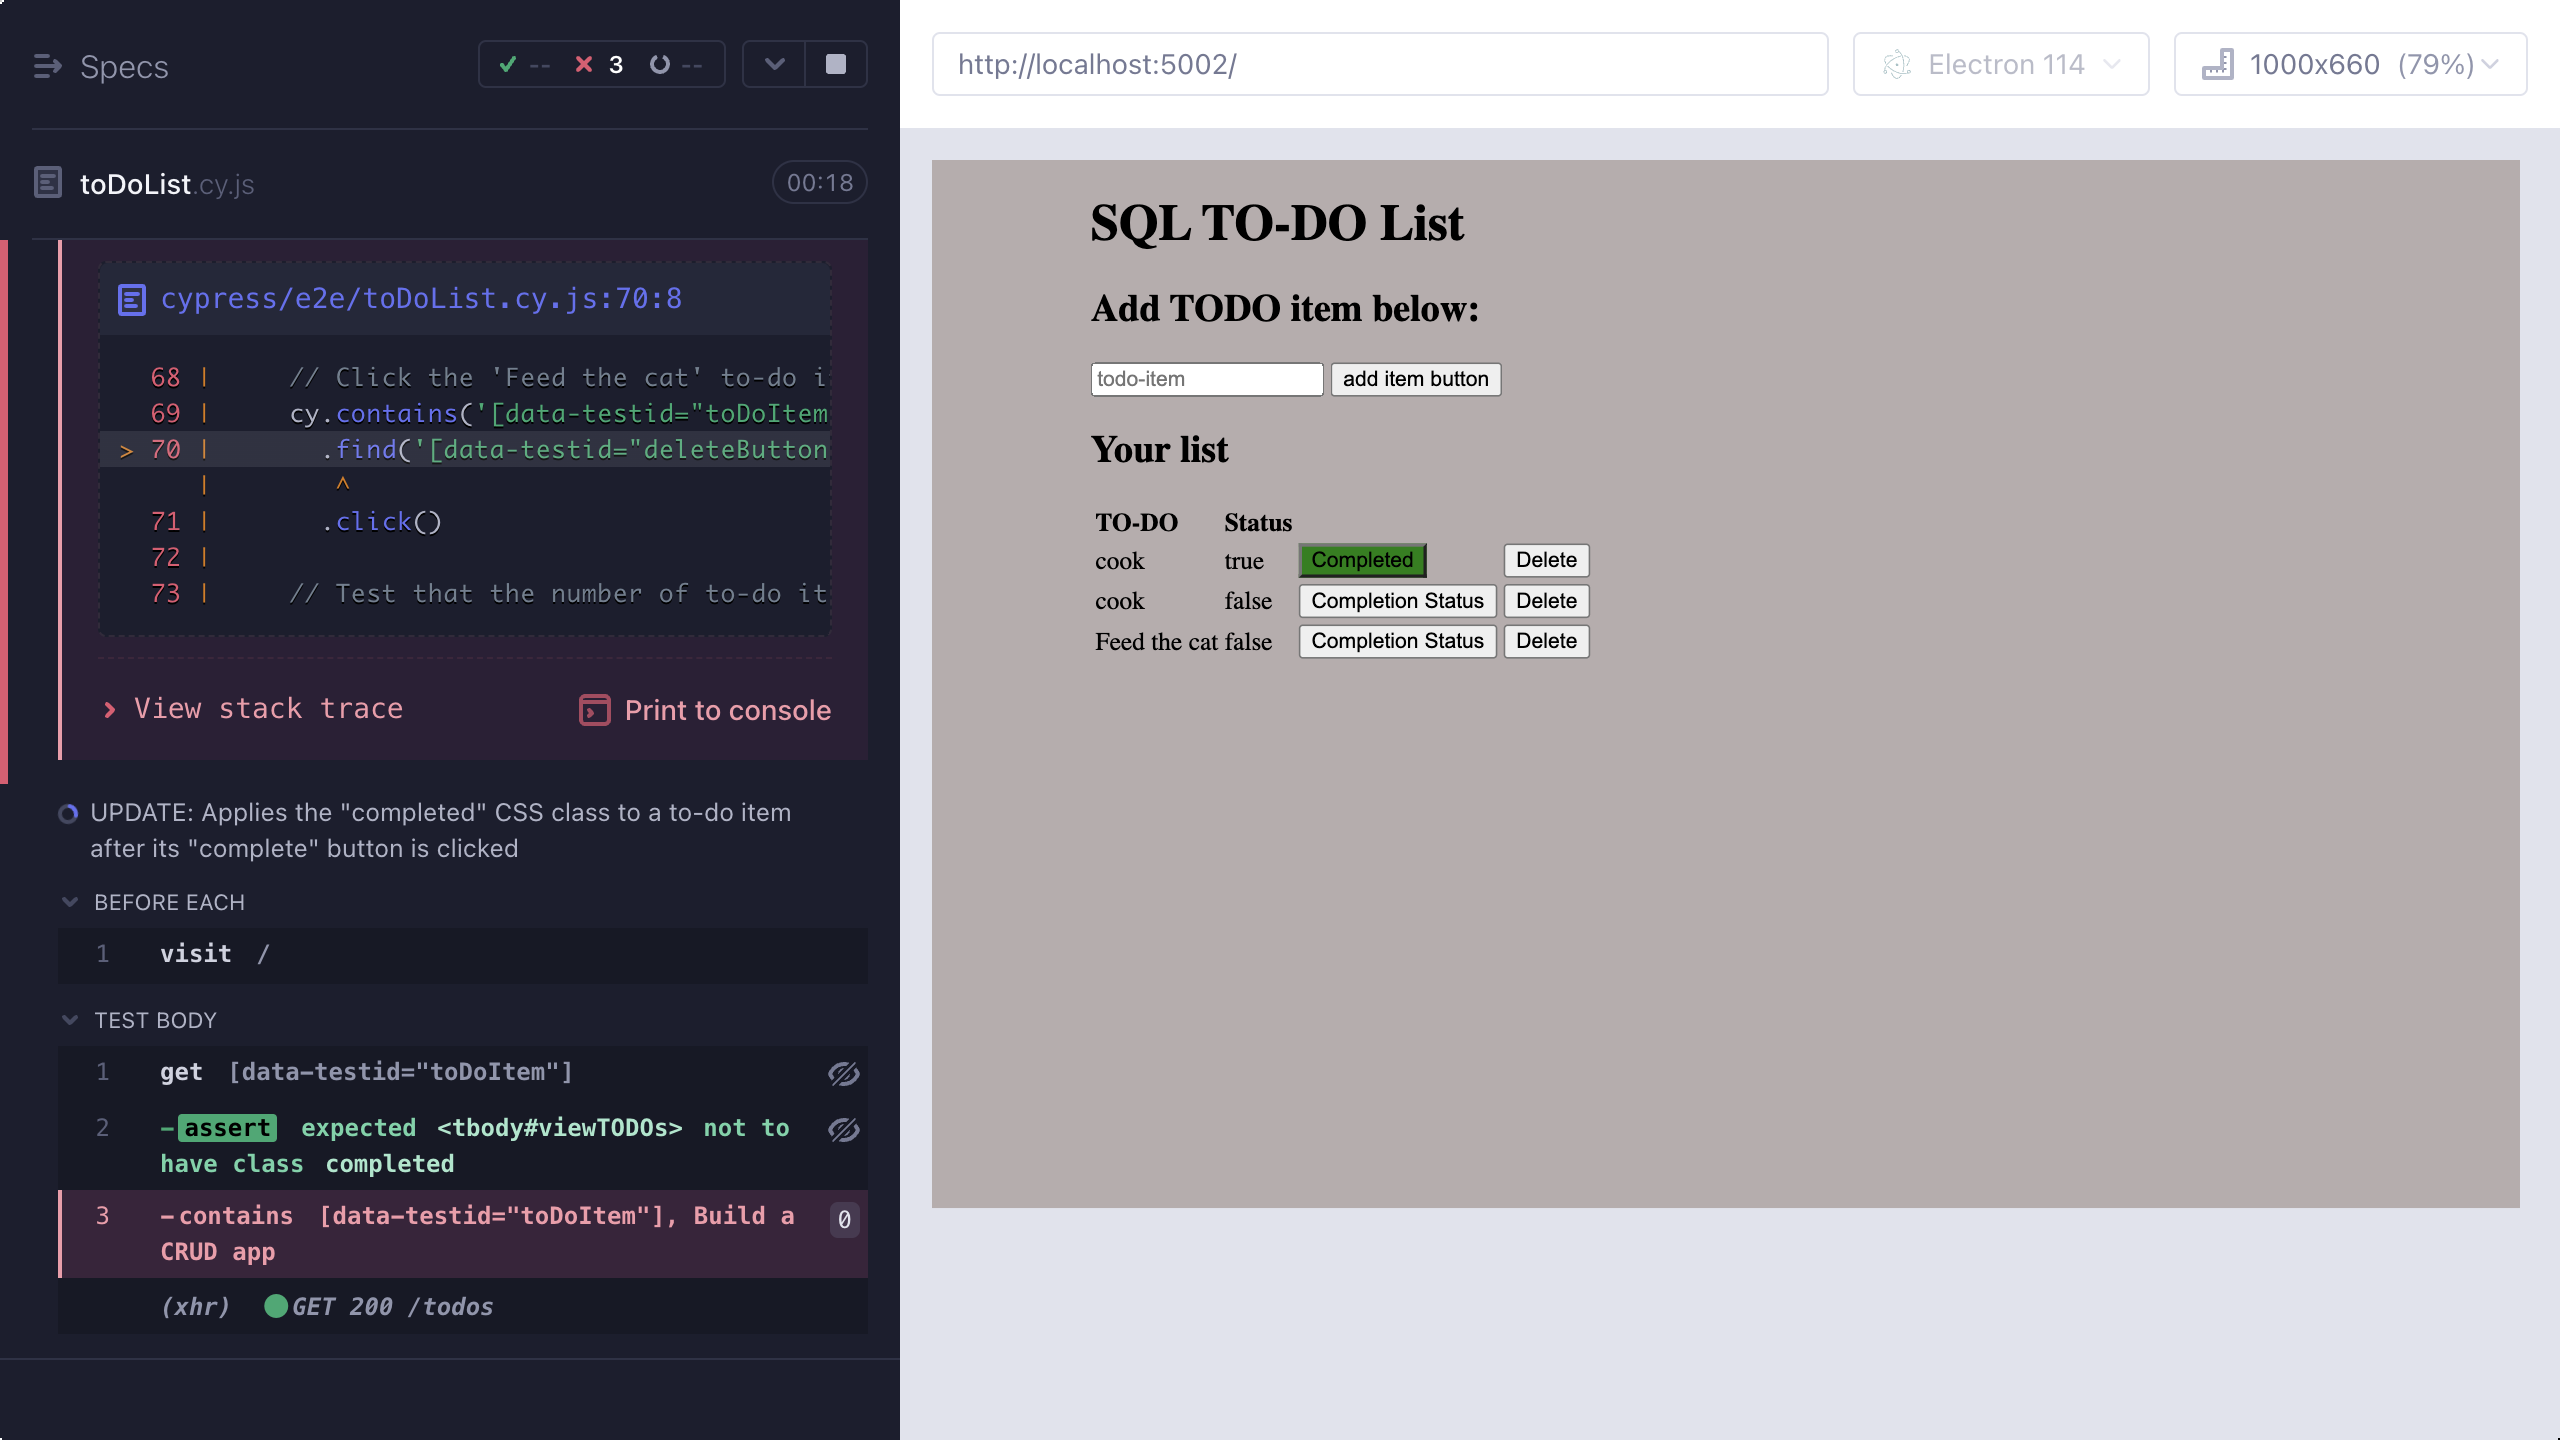 Specs
-- 3 --
toDoList.cy.js
00:18
cypress/e2e/toDoList.cy.js:70:8
68 | // Click the 'Feed the cat' to-do i
69 | cy.contains('[data-testid="toDoItem
> 70 | .find('[data-testid="deleteButton
| ^
71 | .click()
72 |
73 | // Test that the number of to-do it
View stack trace
Print to console
UPDATE: Applies the "completed" CSS class to a to-do item
after its "complete" button is clicked
BEFORE EACH
1 visit /
TEST BODY
1 get [data-testid="toDoItem"]
2 -assert expected <tbody#viewTODOs> not to
have class completed
3 -contains [data-testid="toDoItem"], Build a
CRUD app
0
(xhr) GET 200 /todos
http://localhost:5002/
Electron 114
1000x660 (79%)
SQL TO-DO List
Add TODO item below:
todo-item add item button
Your list
TO-DO Status
cook true Completed Delete
cook false Completion Status Delete
Feed the cat false Completion Status Delete